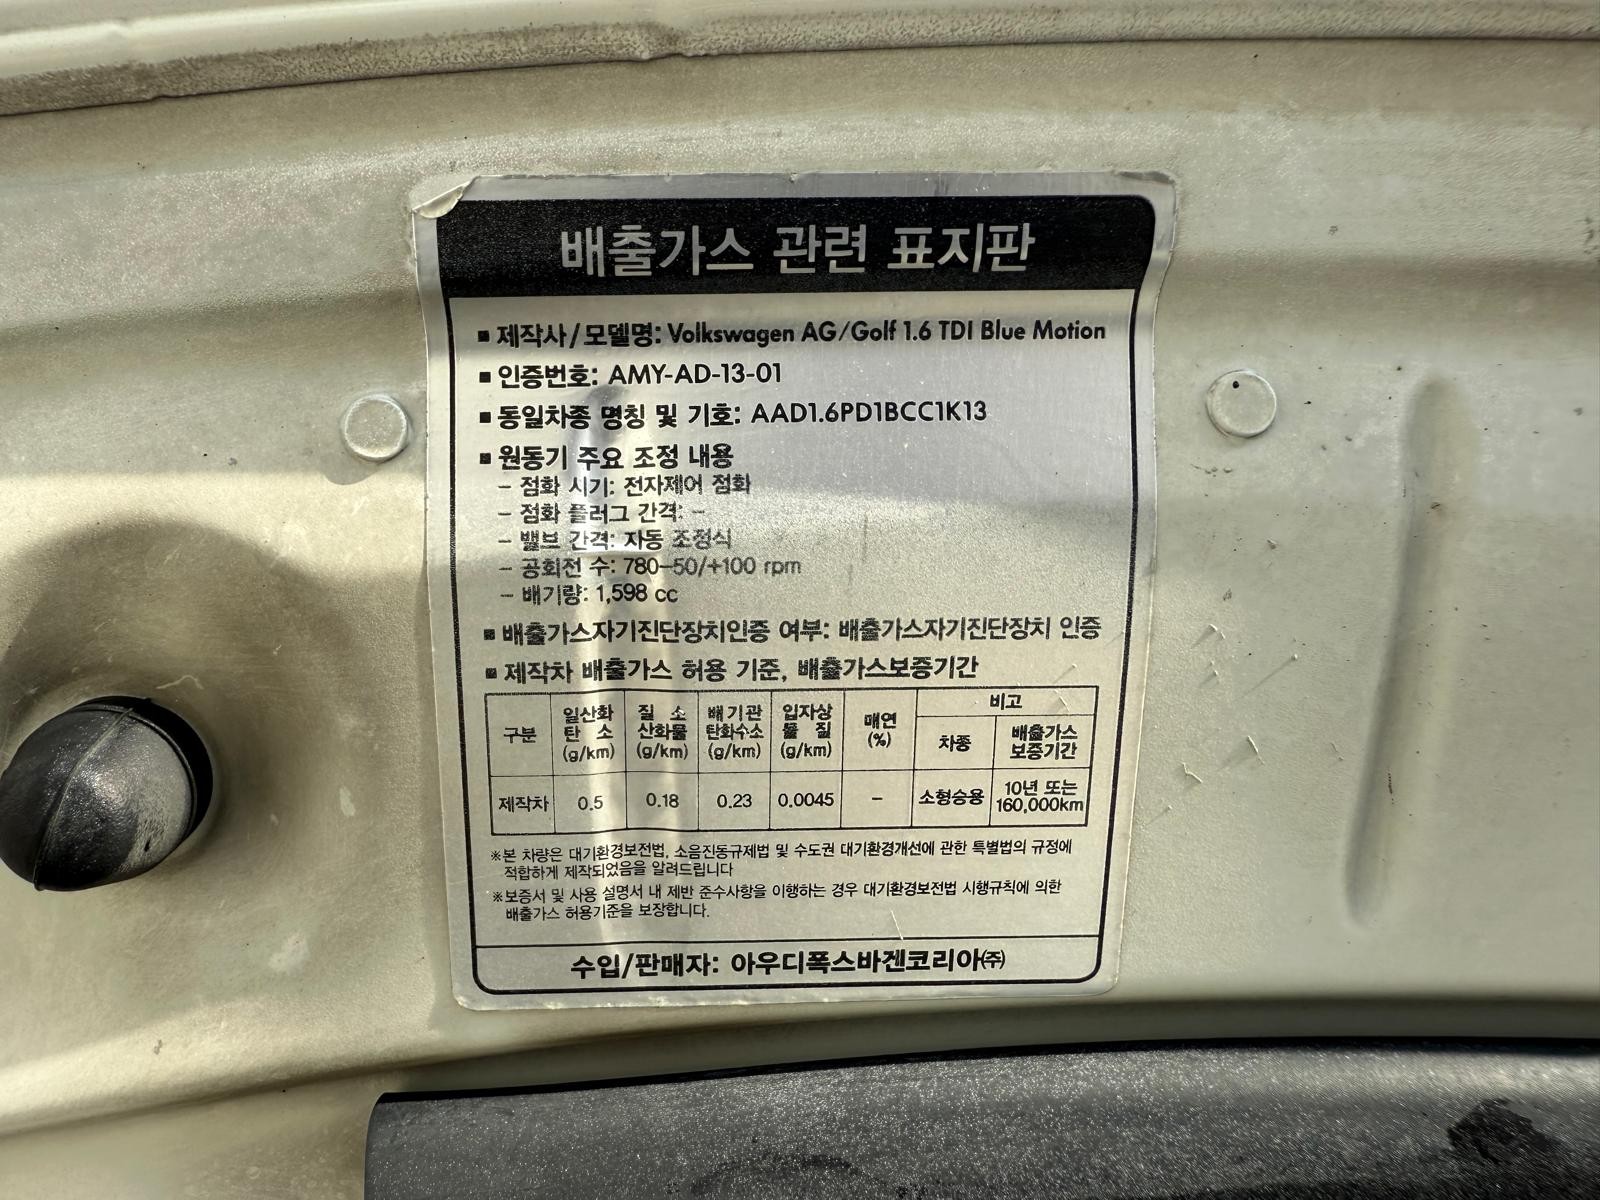 배출가스 관련 표지판
▪ 제작사/모델명: Volkswagen AG/Golf 1.6 TDI Blue Motion
▪ 인증번호: AMY-AD-13-01
▪ 동일차종 명칭 및 기호: AAD1.6PD1BCC1K13
▪ 원동기 주요 조정 내용
- 점화 시기: 전자제어 점화
- 점화 플러그 간격: -
- 밸브 간격: 자동 조정식
- 공회전 수: 780-50/+100 rpm
- 배기량: 1,598 cc
▪ 배출가스자기진단장치인증 여부: 배출가스자기진단장치 인증
▪ 제작차 배출가스 허용 기준, 배출가스보증기간
구분 일산화탄소 (g/km) 질소산화물 (g/km) 배기관탄화수소 (g/km) 입자상물질 (g/km) 매연 (%) 비고
차종 배출가스 보증기간
제작차 0.5 0.18 0.23 0.0045 - 소형승용 10년 또는 160,000km
※본 차량은 대기환경보전법, 소음진동규제법 및 수도권 대기환경개선에 관한 특별법의 규정에
적합하게 제작되었음을 알려드립니다
※보증서 및 사용 설명서 내 제반 준수사항을 이행하는 경우 대기환경보전법 시행규칙에 의한
배출가스 허용기준을 보장합니다.
수입/판매자: 아우디폭스바겐코리아㈜